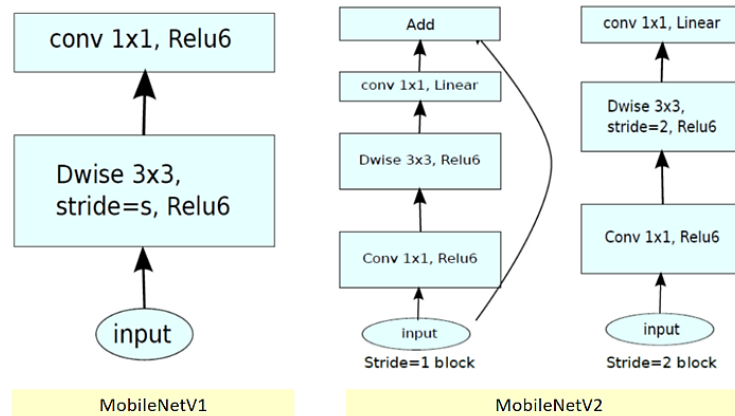 conv 1x1, Relu6
Dwise 3x3,
stride=s, Relu6
input
MobileNetV1
Add
conv 1x1, Linear
Dwise 3x3, Relu6
Conv 1x1, Relu6
input
Stride=1 block
conv 1x1, Linear
Dwise 3x3,
stride=2, Relu6
Conv 1x1, Relu6
input
Stride=2 block
MobileNetV2